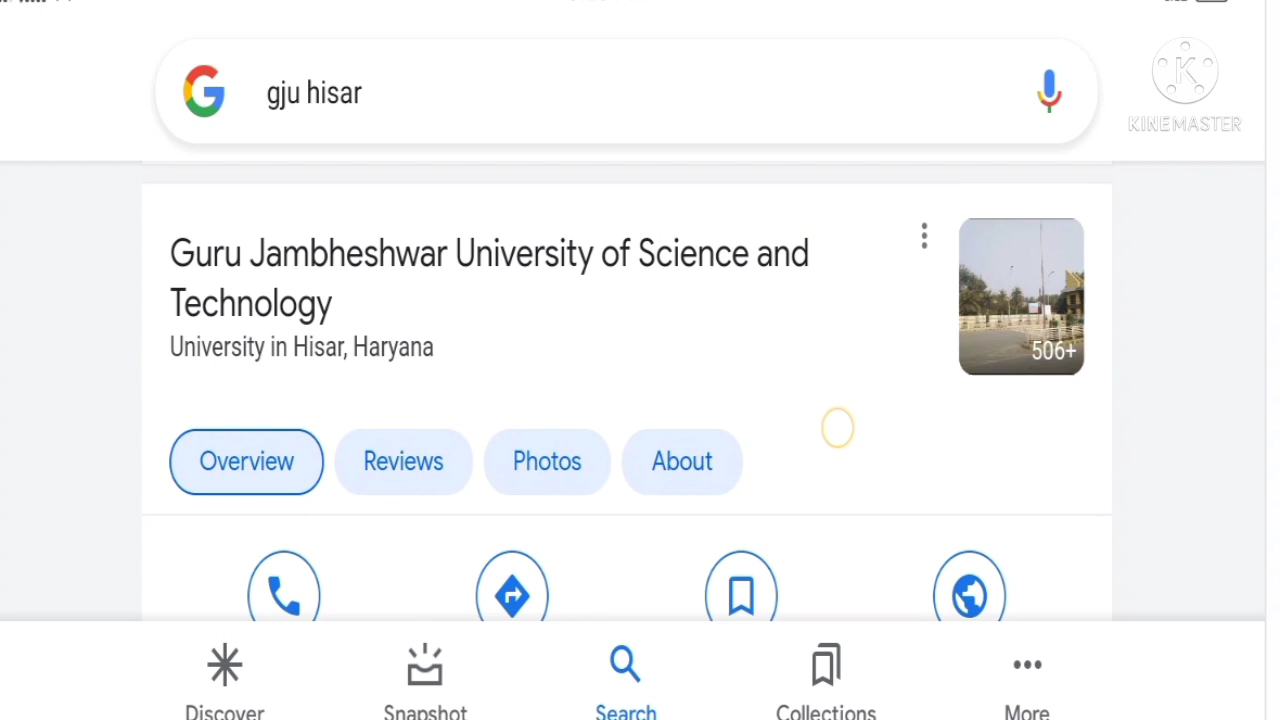 gju hisar
KINEMASTER
Guru Jambheshwar University of Science and
Technology
University in Hisar, Haryana
506+
Overview Reviews Photos About
Discover Snapshot Search Collections More